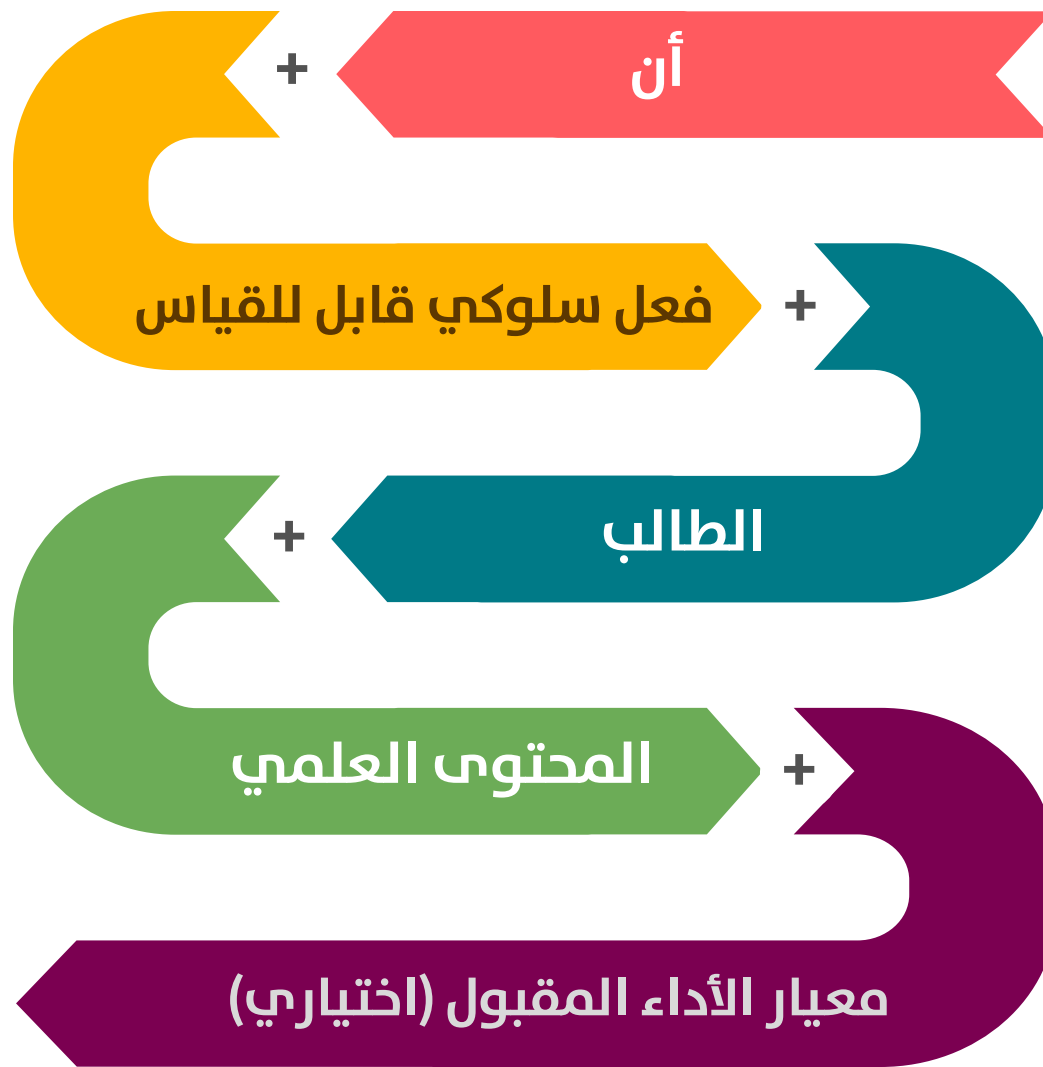 أن
+
فعل سلوكي قابل للقياس
+
الطالب
+
المحتوى العلمي
+
معيار الأداء المقبول (اختياري)